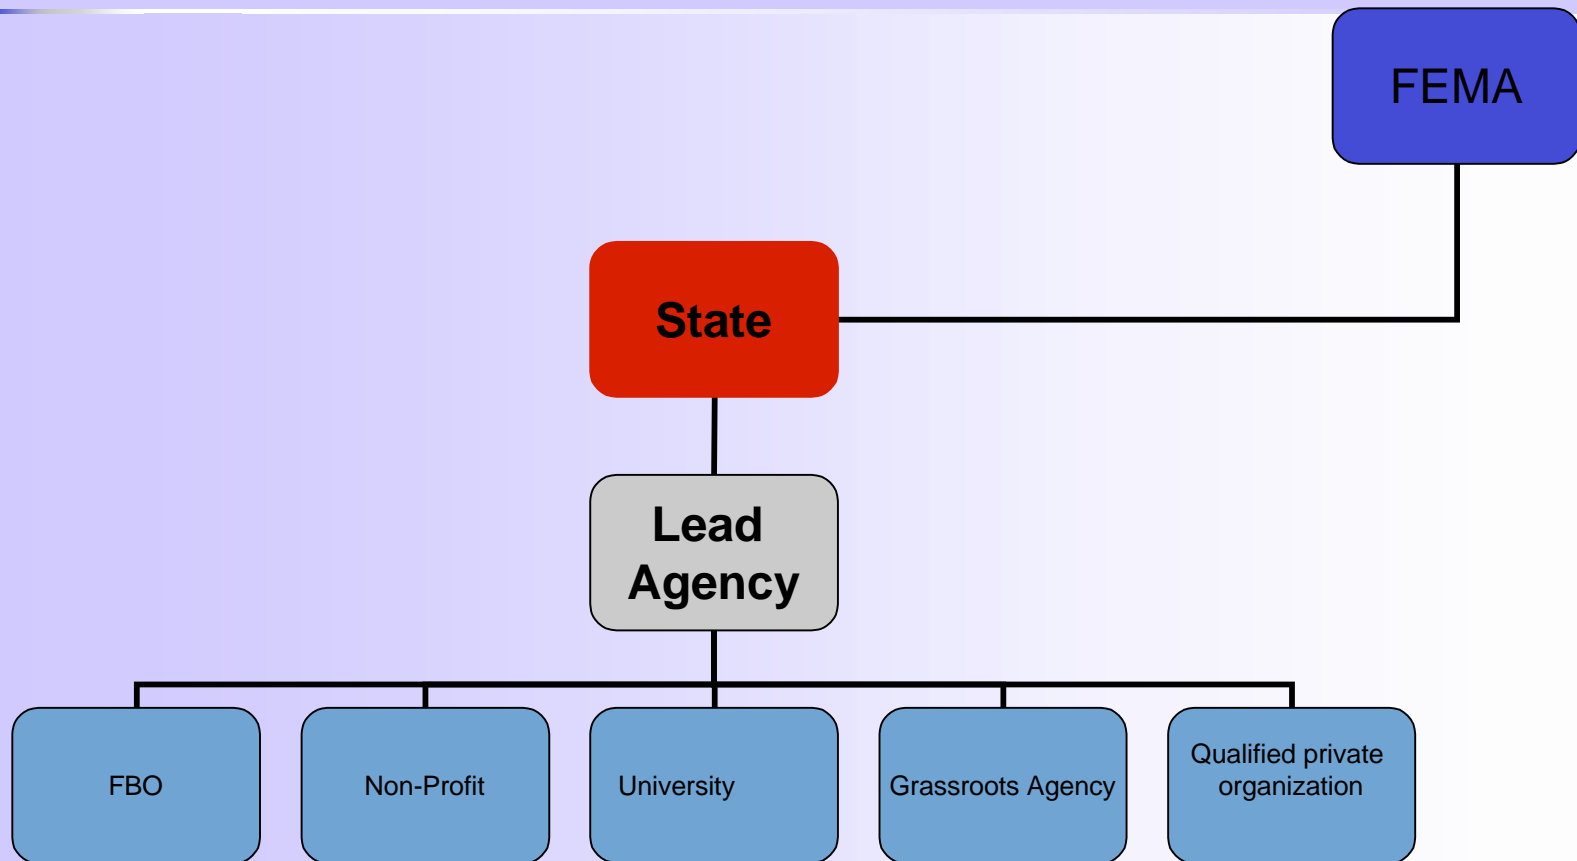 FEMA
State
Lead
Agency
FBO
Non-Profit
University
Grassroots Agency
Qualified private
organization